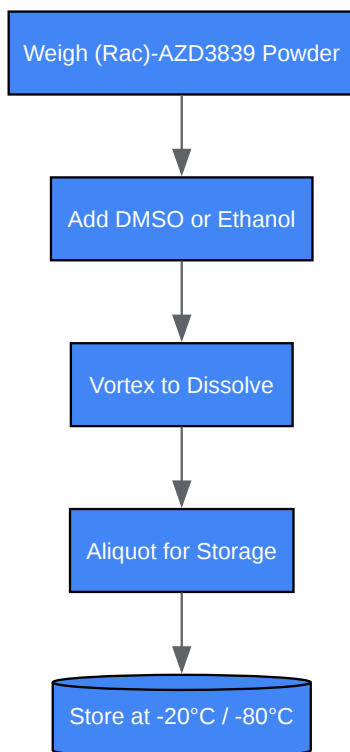 Weigh (Rac)-AZD3839 Powder
Add DMSO or Ethanol
Vortex to Dissolve
Aliquot for Storage
Store at -20°C / -80°C